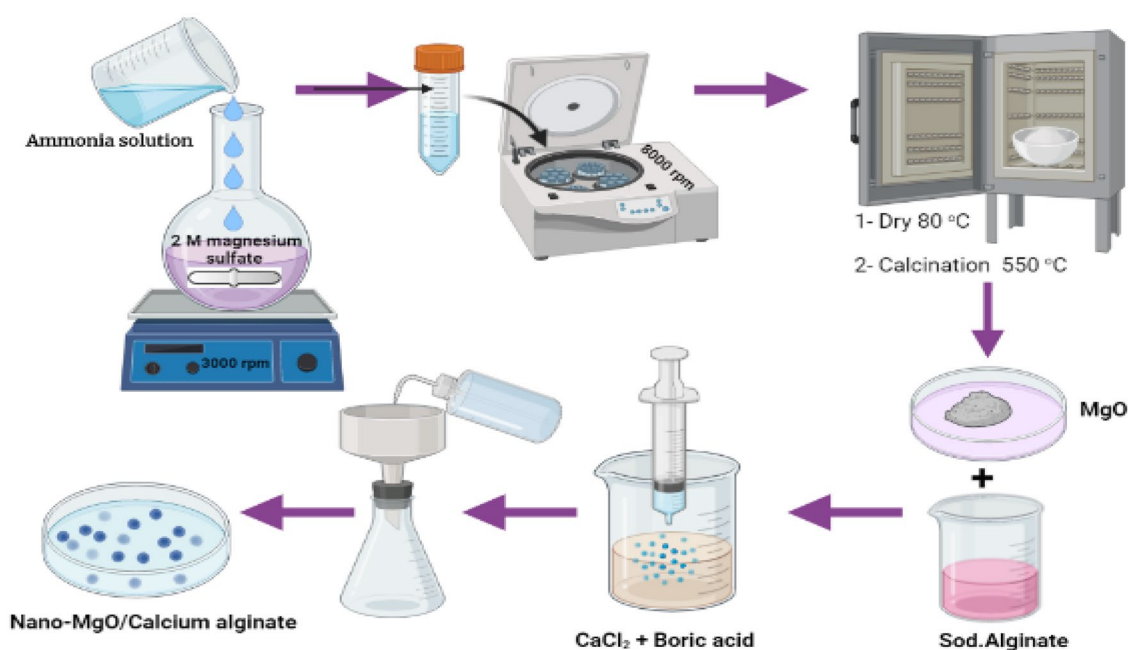 Ammonia solution
2 M magnesium
sulfate
3000 rpm
8000 rpm
1- Dry 80 °C
2- Calcination 550 °C
MgO
+
Sod.Alginate
CaCl₂ + Boric acid
Nano-MgO/Calcium alginate